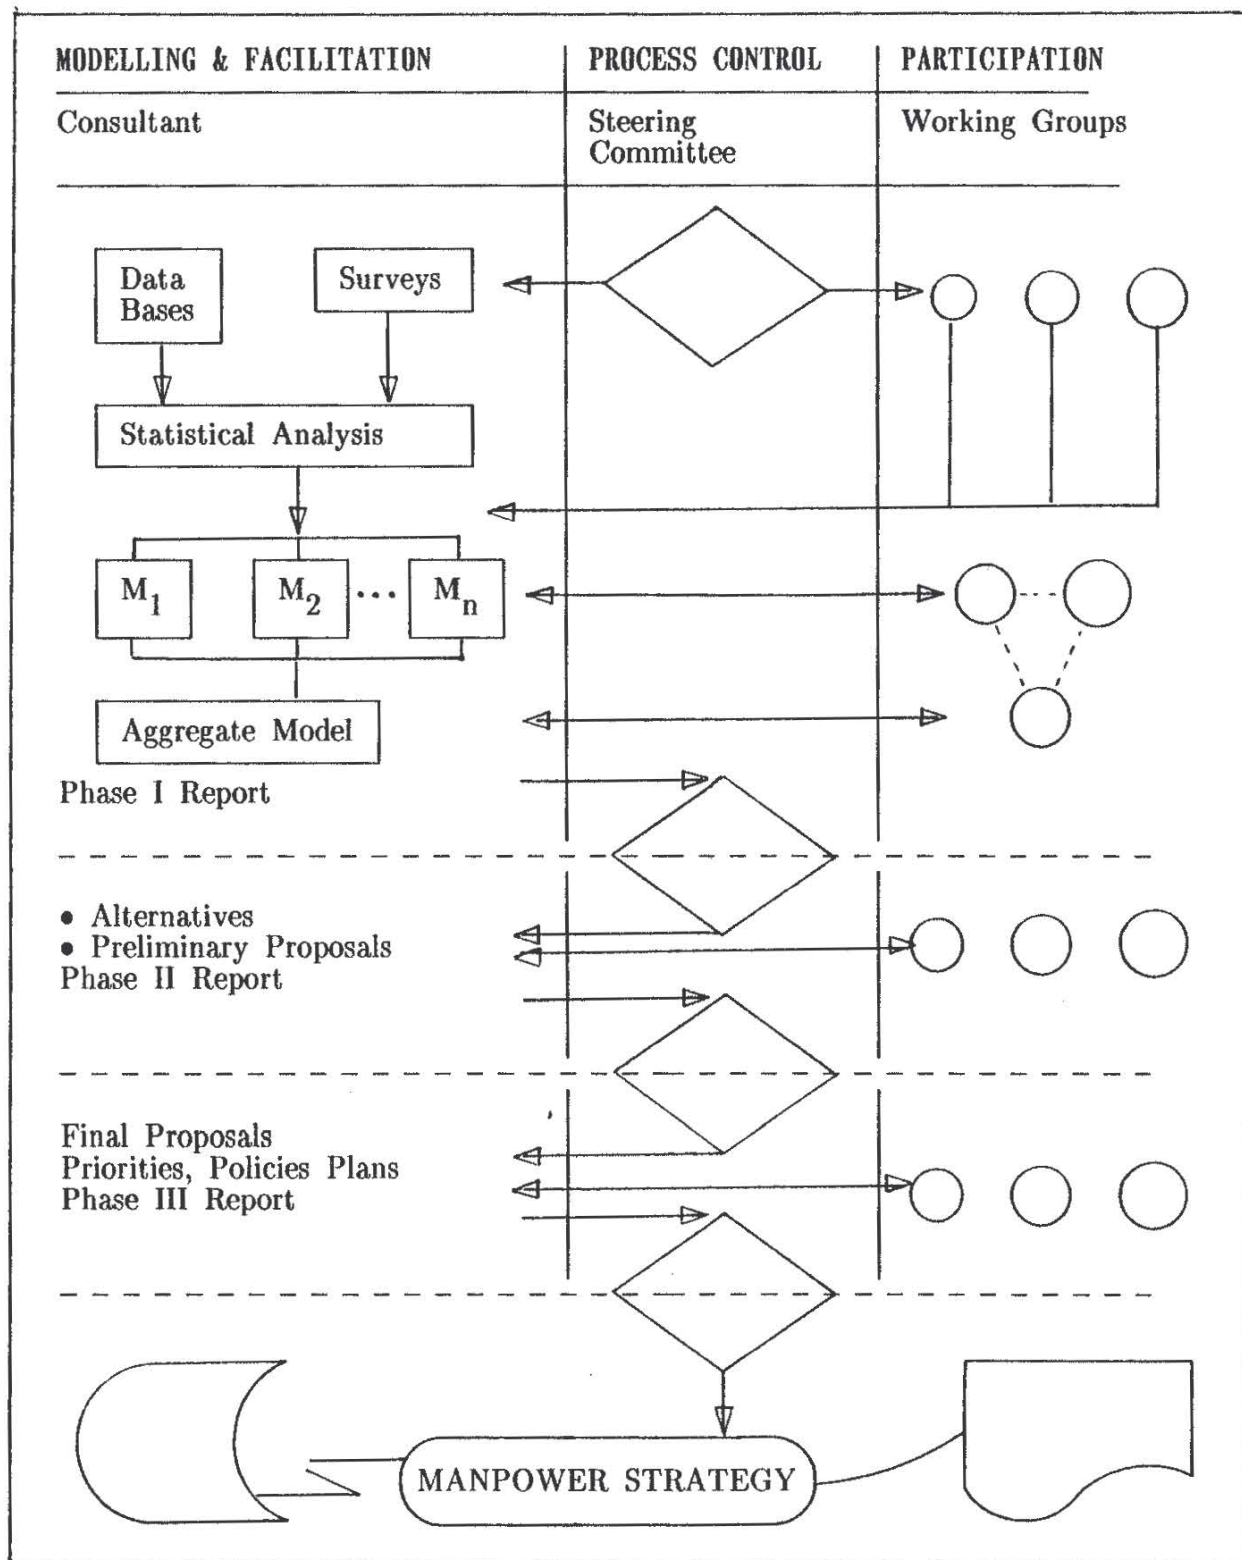 MODELLING & FACILITATION
PROCESS CONTROL
PARTICIPATION
Consultant
Steering
Committee
Working Groups
Data
Bases
Surveys
Statistical Analysis
M1
M2
...
Mn
Aggregate Model
Phase I Report
• Alternatives
• Preliminary Proposals
Phase II Report
Final Proposals
Priorities, Policies Plans
Phase III Report
MANPOWER STRATEGY